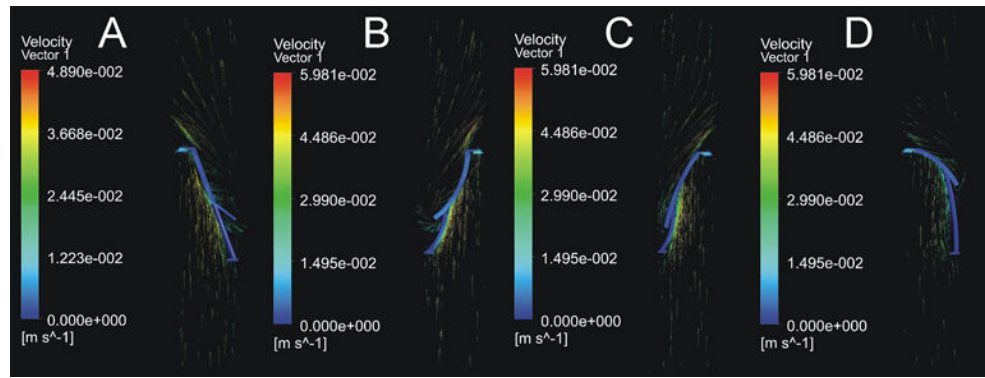 A
Velocity
Vector 1
4.890e-002
3.668e-002
2.445e-002
1.223e-002
0.000e+000
[m s^-1]
B
Velocity
Vector 1
5.981e-002
4.486e-002
2.990e-002
1.495e-002
0.000e+000
[m s^-1]
C
Velocity
Vector 1
5.981e-002
4.486e-002
2.990e-002
1.495e-002
0.000e+000
[m s^-1]
D
Velocity
Vector 1
5.981e-002
4.486e-002
2.990e-002
1.495e-002
0.000e+000
[m s^-1]